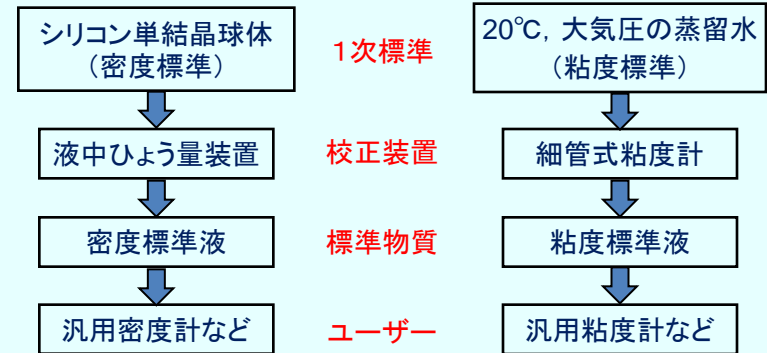 シリコン単結晶球体
（密度標準）
1次標準
20℃, 大気圧の蒸留水
（粘度標準）
液中ひょう量装置
校正装置
細管式粘度計
密度標準液
標準物質
粘度標準液
汎用密度計など
ユーザー
汎用粘度計など